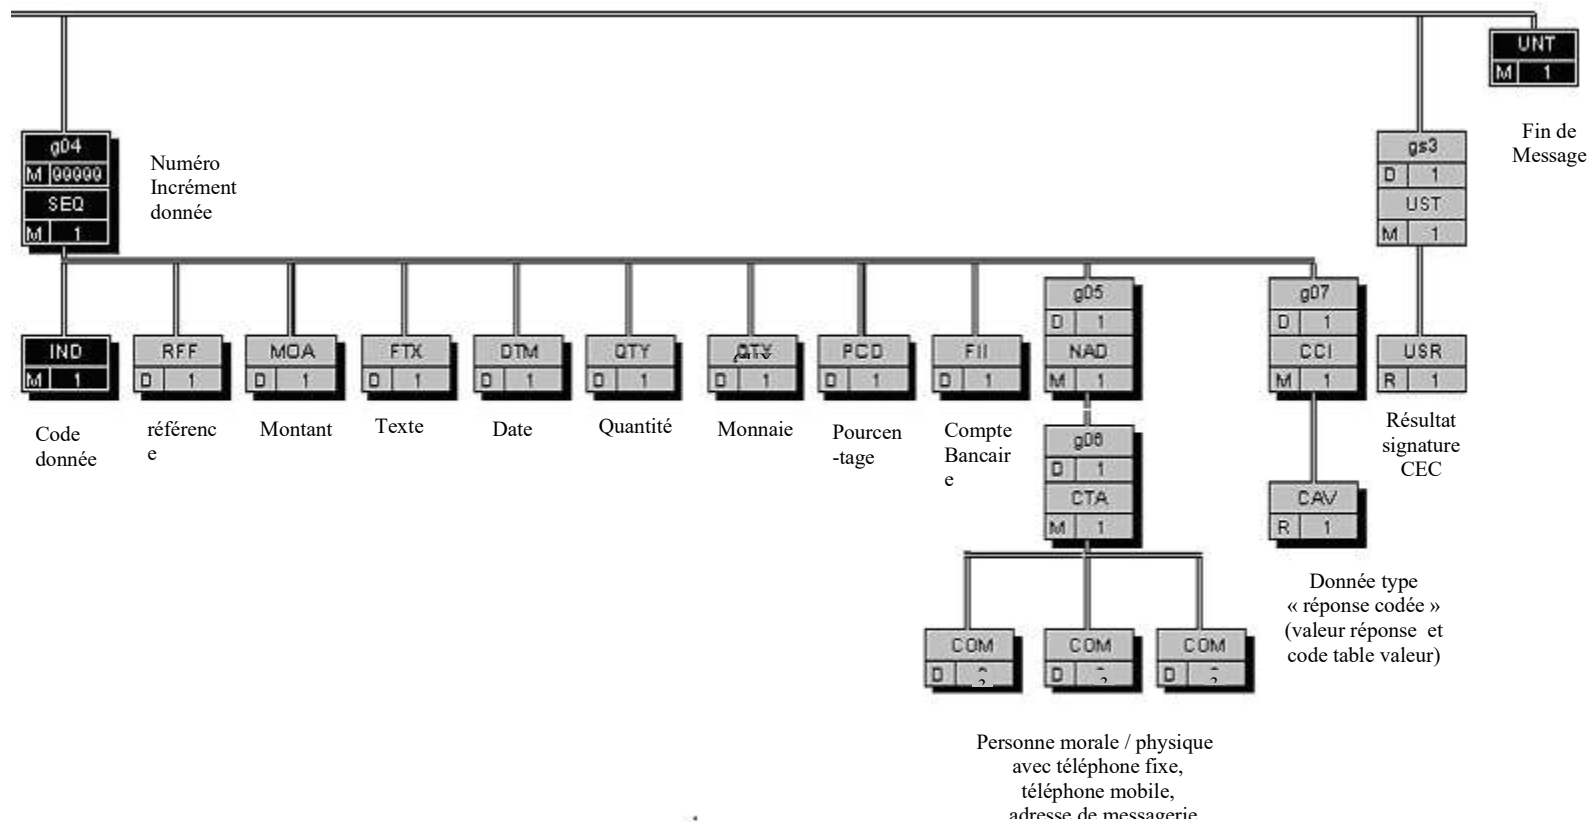 UNT
M 1
Fin de
Message
g04
M 99999
SEQ
M 1
Numéro
Incrément
donnée
gs3
D 1
UST
M 1
IND
M 1
Code
donnée
RFF
D 1
référenc
e
MOA
D 1
Montant
FTX
D 1
Texte
DTM
D 1
Date
QTY
D 1
Quantité
D 1
Monnaie
PCD
D 1
Pourcen
-tage
FII
D 1
Compte
Bancair
e
g05
D 1
NAD
M 1
g06
D 1
CTA
M 1
COM
D
COM
D
COM
D
Personne morale / physique
avec téléphone fixe,
téléphone mobile,
adresse de messagerie
g07
D 1
CCI
M 1
CAV
R 1
Donnée type
« réponse codée »
(valeur réponse et
code table valeur)
USR
R 1
Résultat
signature
CEC